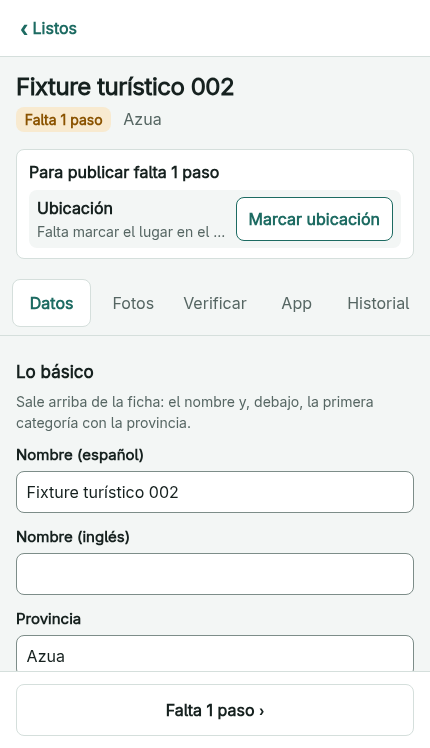 ‹ Listos
Fixture turístico 002
Falta 1 paso Azua
Para publicar falta 1 paso
Ubicación
Falta marcar el lugar en el ...
Marcar ubicación
Datos Fotos Verificar App Historial
Lo básico
Sale arriba de la ficha: el nombre y, debajo, la primera
categoría con la provincia.
Nombre (español)
Fixture turístico 002
Nombre (inglés)
Provincia
Azua
Falta 1 paso ›